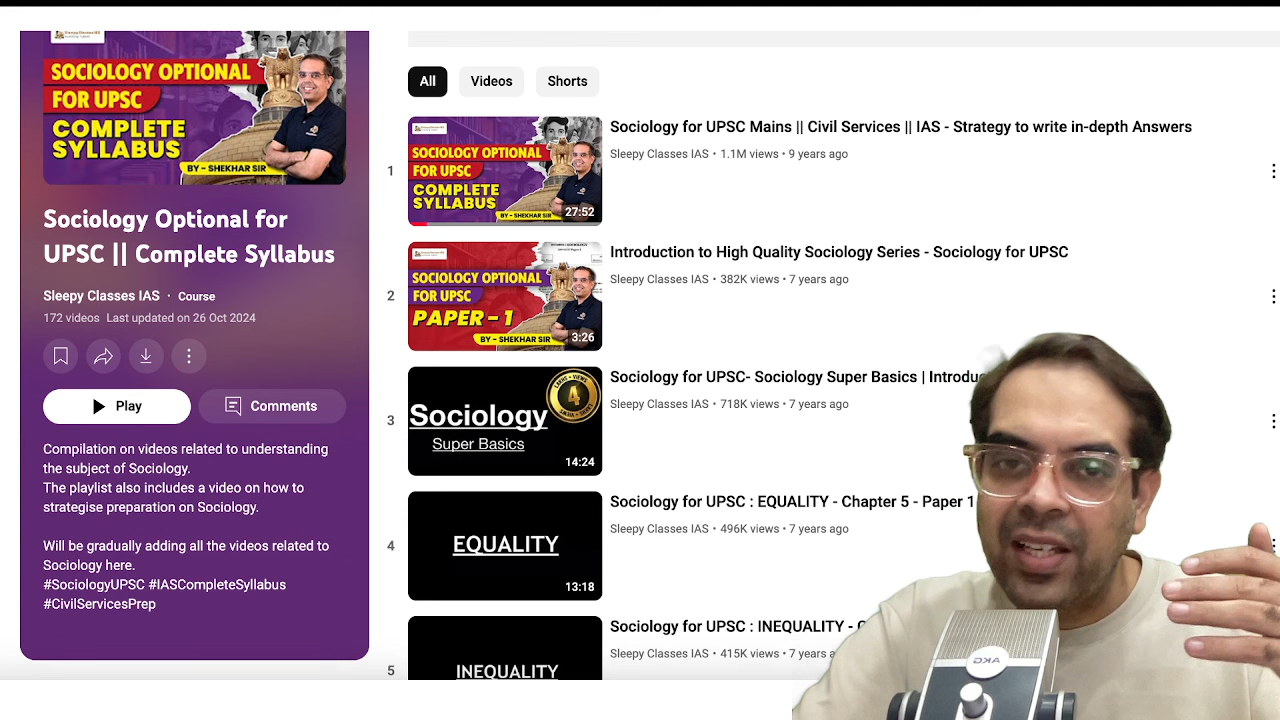 Sleepy Classes IAS
SOCIOLOGY OPTIONAL
FOR UPSC
COMPLETE
SYLLABUS
BY - SHEKHAR SIR
Sociology Optional for
UPSC || Complete Syllabus
Sleepy Classes IAS · Course
172 videos Last updated on 26 Oct 2024
Play
Comments
Compilation on videos related to understanding
the subject of Sociology.
The playlist also includes a video on how to
strategise preparation on Sociology.
Will be gradually adding all the videos related to
Sociology here.
#SociologyUPSC #IASCompleteSyllabus
#CivilServicesPrep
All
Videos
Shorts
1
SOCIOLOGY OPTIONAL
FOR UPSC
COMPLETE
SYLLABUS
BY - SHEKHAR SIR
27:52
Sociology for UPSC Mains || Civil Services || IAS - Strategy to write in-depth Answers
Sleepy Classes IAS • 1.1M views • 9 years ago
2
SOCIOLOGY OPTIONAL
FOR UPSC
PAPER - 1
BY - SHEKHAR SIR
3:26
Introduction to High Quality Sociology Series - Sociology for UPSC
Sleepy Classes IAS • 382K views • 7 years ago
3
Sociology
Super Basics
4
14:24
Sociology for UPSC- Sociology Super Basics | Introduc
Sleepy Classes IAS • 718K views • 7 years ago
4
EQUALITY
13:18
Sociology for UPSC : EQUALITY - Chapter 5 - Paper 1
Sleepy Classes IAS • 496K views • 7 years ago
5
INEQUALITY
Sociology for UPSC : INEQUALITY -
Sleepy Classes IAS • 415K views • 7 years
AKG